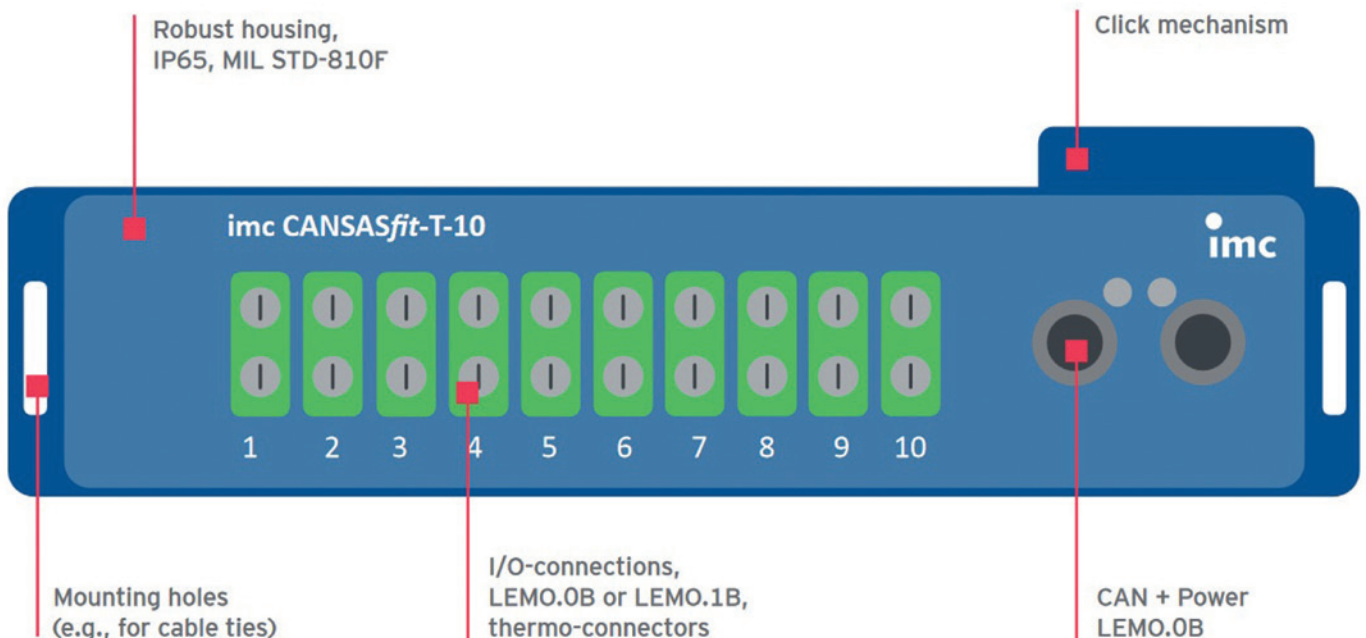 Robust housing,
IP65, MIL STD-810F
Click mechanism
imc CANSASfit-T-10
imc
1 2 3 4 5 6 7 8 9 10
Mounting holes
(e.g., for cable ties)
I/O-connections,
LEMO.0B or LEMO.1B,
thermo-connectors
CAN + Power
LEMO.0B